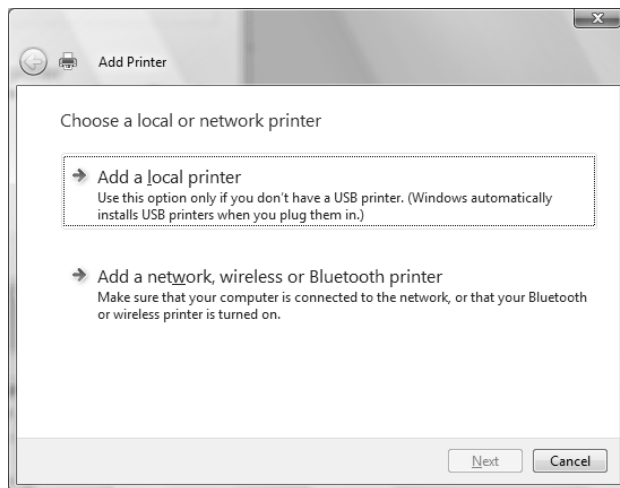 Add Printer
Choose a local or network printer
Add a local printer
Use this option only if you don't have a USB printer. (Windows automatically
installs USB printers when you plug them in.)
Add a network, wireless or Bluetooth printer
Make sure that your computer is connected to the network, or that your Bluetooth
or wireless printer is turned on.
Next
Cancel